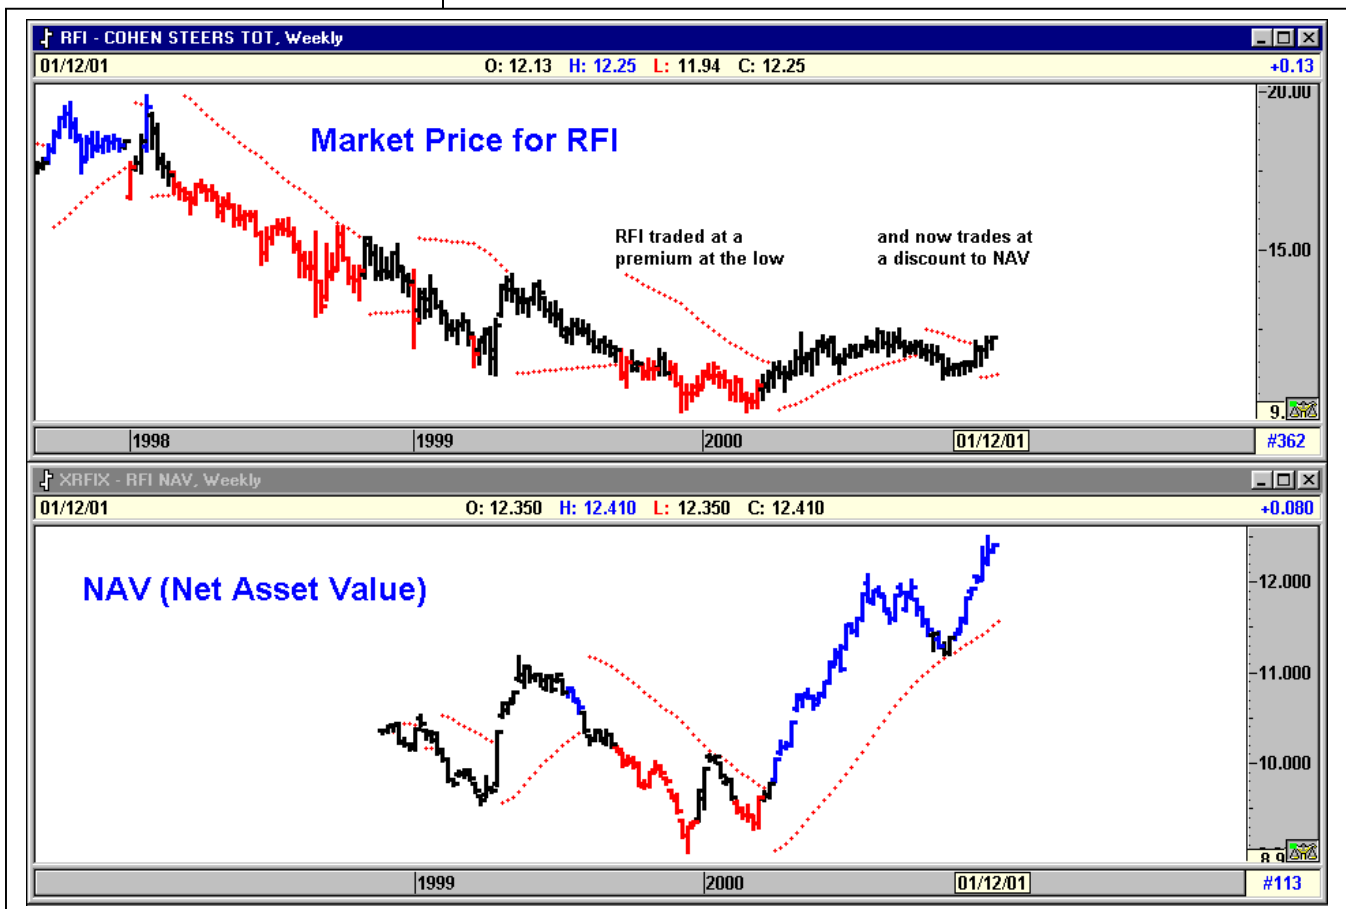 RFI - COHEN STEERS TOT, Weekly
01/12/01 O: 12.13 H: 12.25 L: 11.94 C: 12.25 +0.13
20.00
Market Price for RFI
RFI traded at a
premium at the low
and now trades at
a discount to NAV
15.00
9.
1998 1999 2000 01/12/01 #362
XRFIX - RFI NAV, Weekly
01/12/01 O: 12.350 H: 12.410 L: 12.350 C: 12.410 +0.080
NAV (Net Asset Value)
12.000
11.000
10.000
8.9
1999 2000 01/12/01 #113